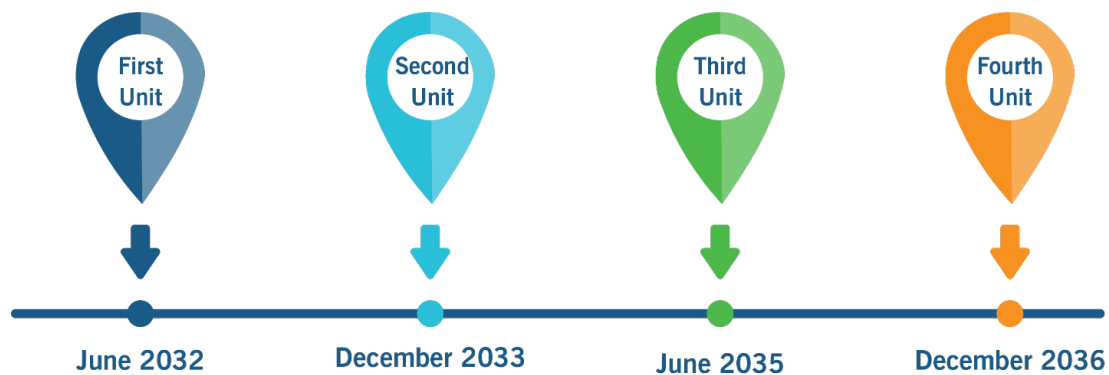 First
Unit
Second
Unit
Third
Unit
Fourth
Unit
June 2032
December 2033
June 2035
December 2036